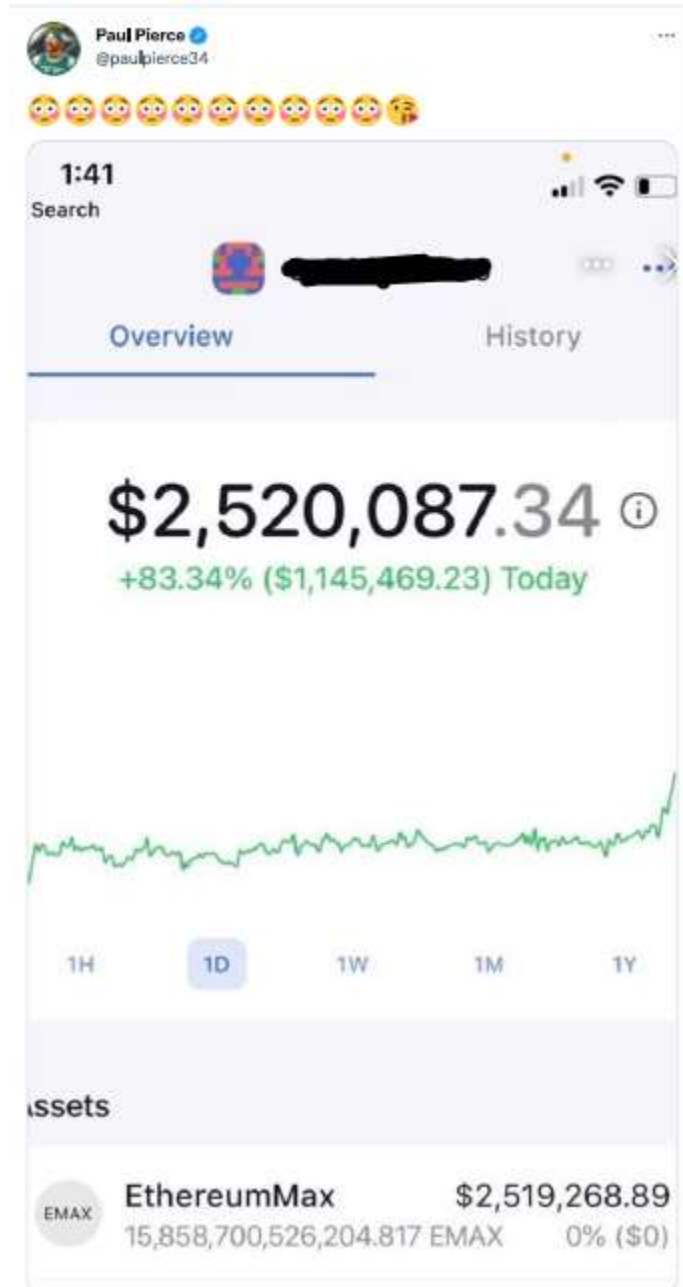 Paul Pierce
@paulpierce34
😳😳😳😳😳😳😳😳😳😳😘
1:41
Search
Overview History
$2,520,087.34
+83.34% ($1,145,469.23) Today
1H 1D 1W 1M 1Y
ssets
EMAX
EthereumMax $2,519,268.89
15,858,700,526,204.817 EMAX 0% ($0)